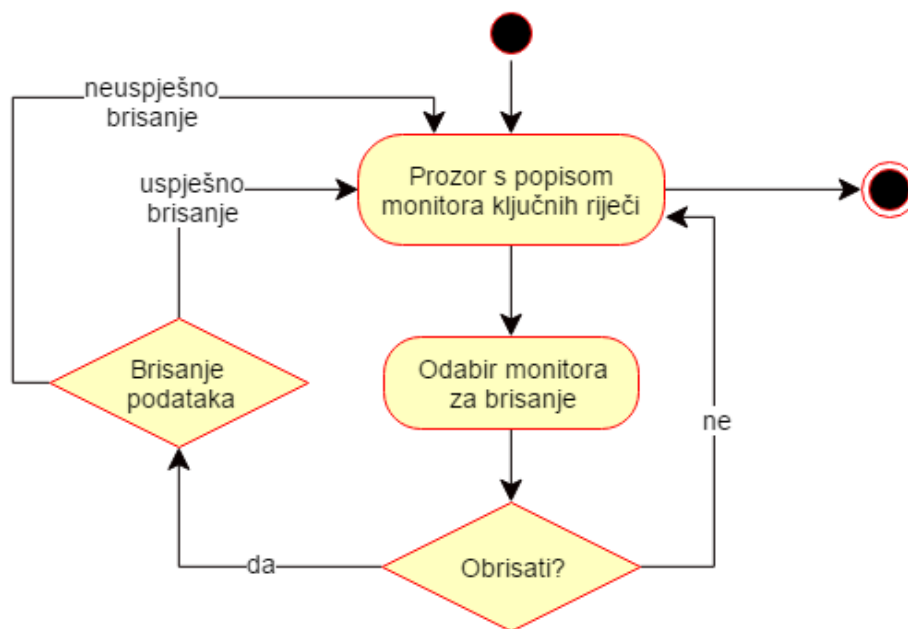 neuspješno
brisanje
Prozor s popisom
monitora ključnih riječi
uspješno
brisanje
Brisanje
podataka
Odabir monitora
za brisanje
ne
da
Obrisati?